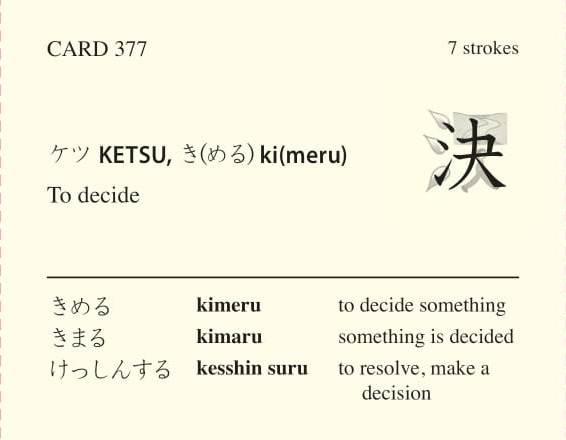 CARD 377 7 strokes
決
ケツ KETSU, き(める) ki(meru)
To decide
きめる kimeru to decide something
きまる kimaru something is decided
けっしんする kesshin suru to resolve, make a
decision